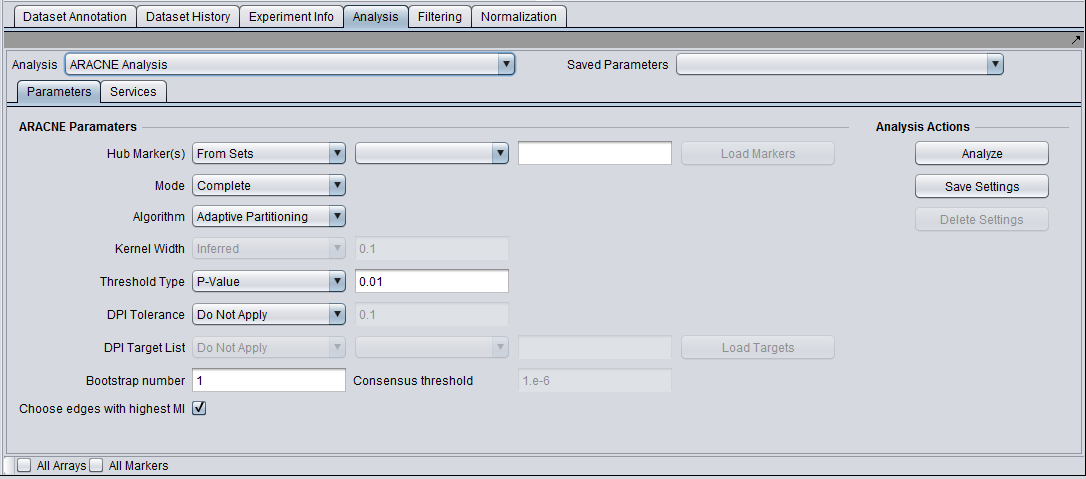 Dataset Annotation Dataset History Experiment Info Analysis Filtering Normalization
Analysis ARACNE Analysis Saved Parameters
Parameters Services
ARACNE Paramaters Analysis Actions
Hub Marker(s) From Sets Load Markers Analyze
Mode Complete Save Settings
Algorithm Adaptive Partitioning Delete Settings
Kernel Width Inferred 0.1
Threshold Type P-Value 0.01
DPI Tolerance Do Not Apply 0.1
DPI Target List Do Not Apply Load Targets
Bootstrap number 1 Consensus threshold 1.e-6
Choose edges with highest MI
All Arrays All Markers